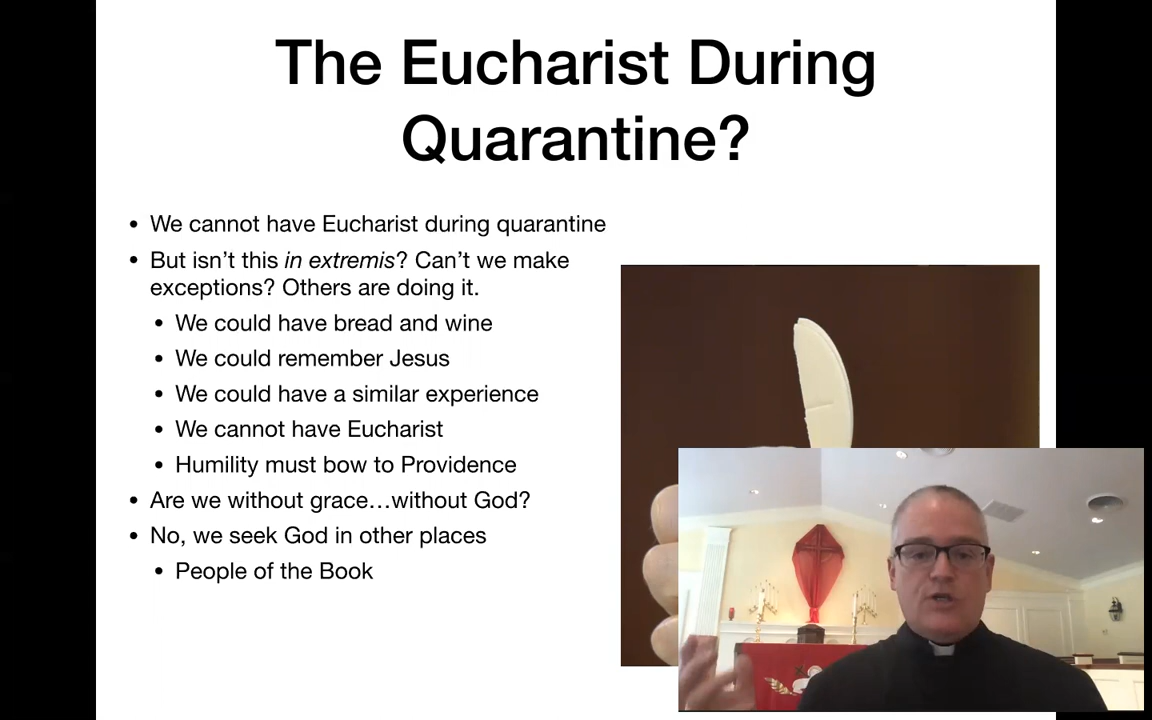 The Eucharist During
Quarantine?
• We cannot have Eucharist during quarantine
• But isn’t this in extremis? Can’t we make
exceptions? Others are doing it.
• We could have bread and wine
• We could remember Jesus
• We could have a similar experience
• We cannot have Eucharist
• Humility must bow to Providence
• Are we without grace…without God?
• No, we seek God in other places
• People of the Book